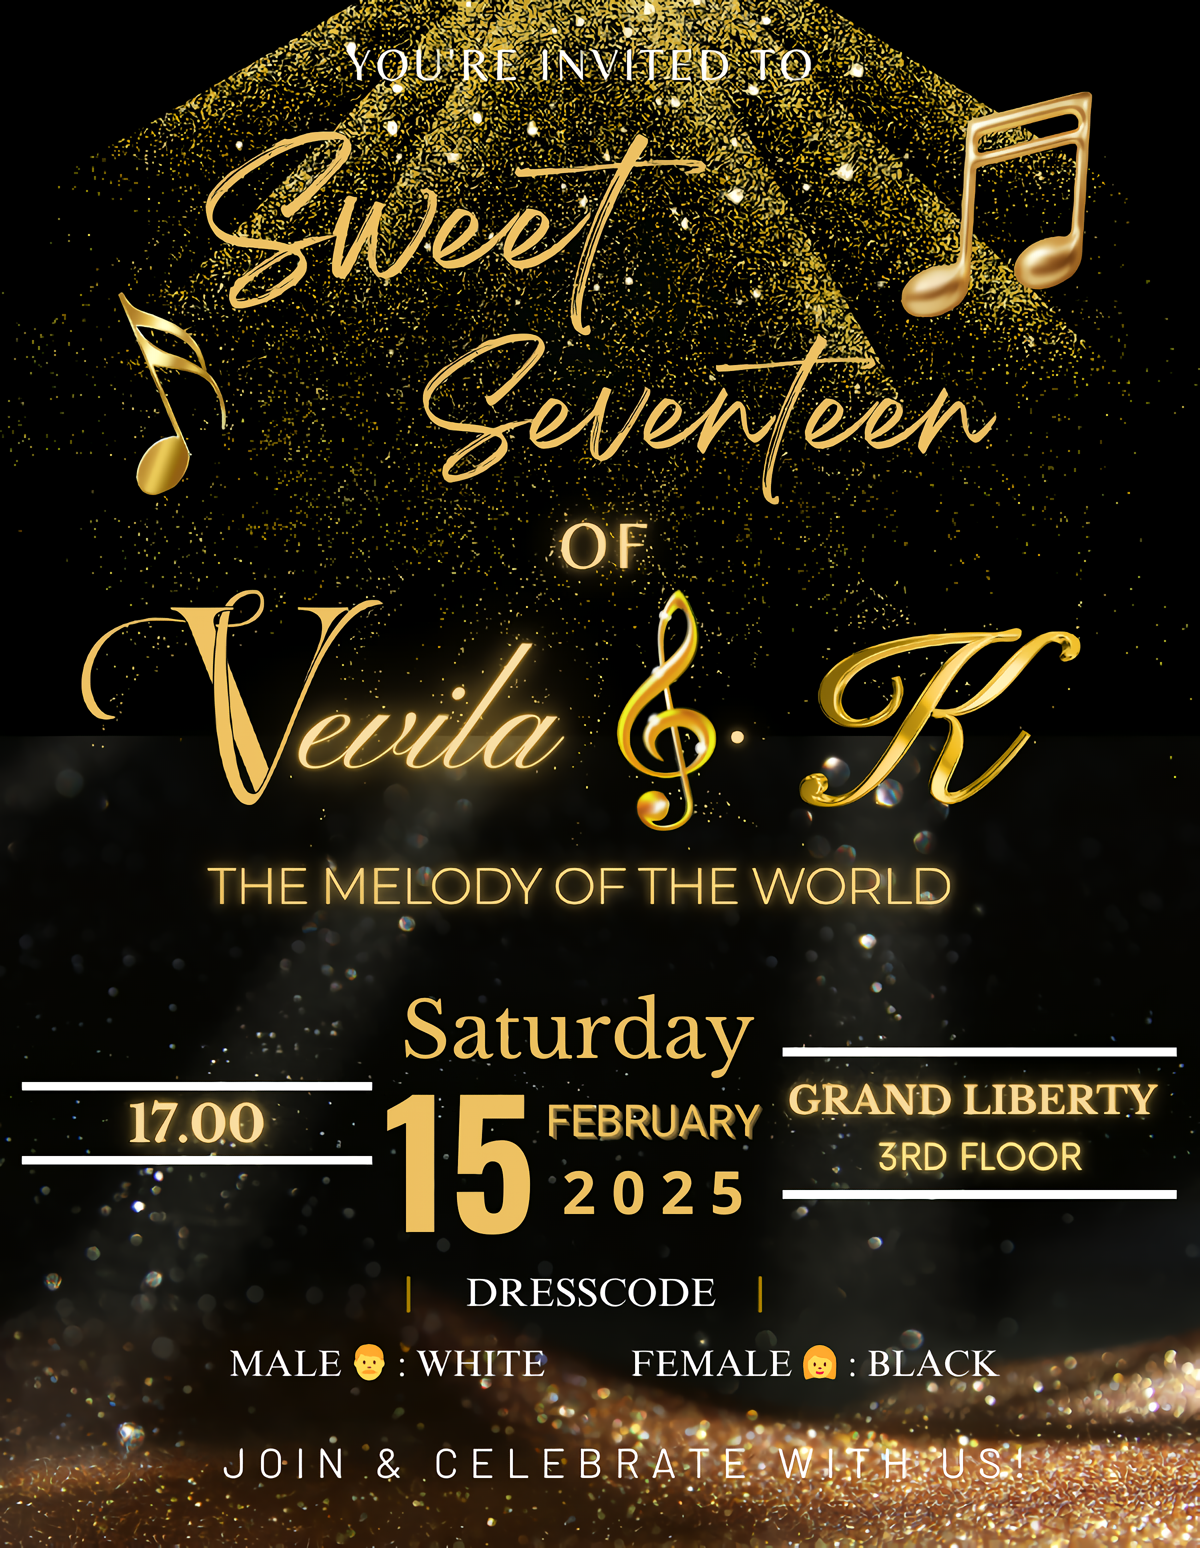 YOU'RE INVITED TO
Sweet
Seventeen
OF
Vevila . K
THE MELODY OF THE WORLD
Saturday
17.00
15 FEBRUARY
2025
GRAND LIBERTY
3RD FLOOR
| DRESSCODE |
MALE 👨 : WHITE FEMALE 👩 : BLACK
JOIN & CELEBRATE WITH US!